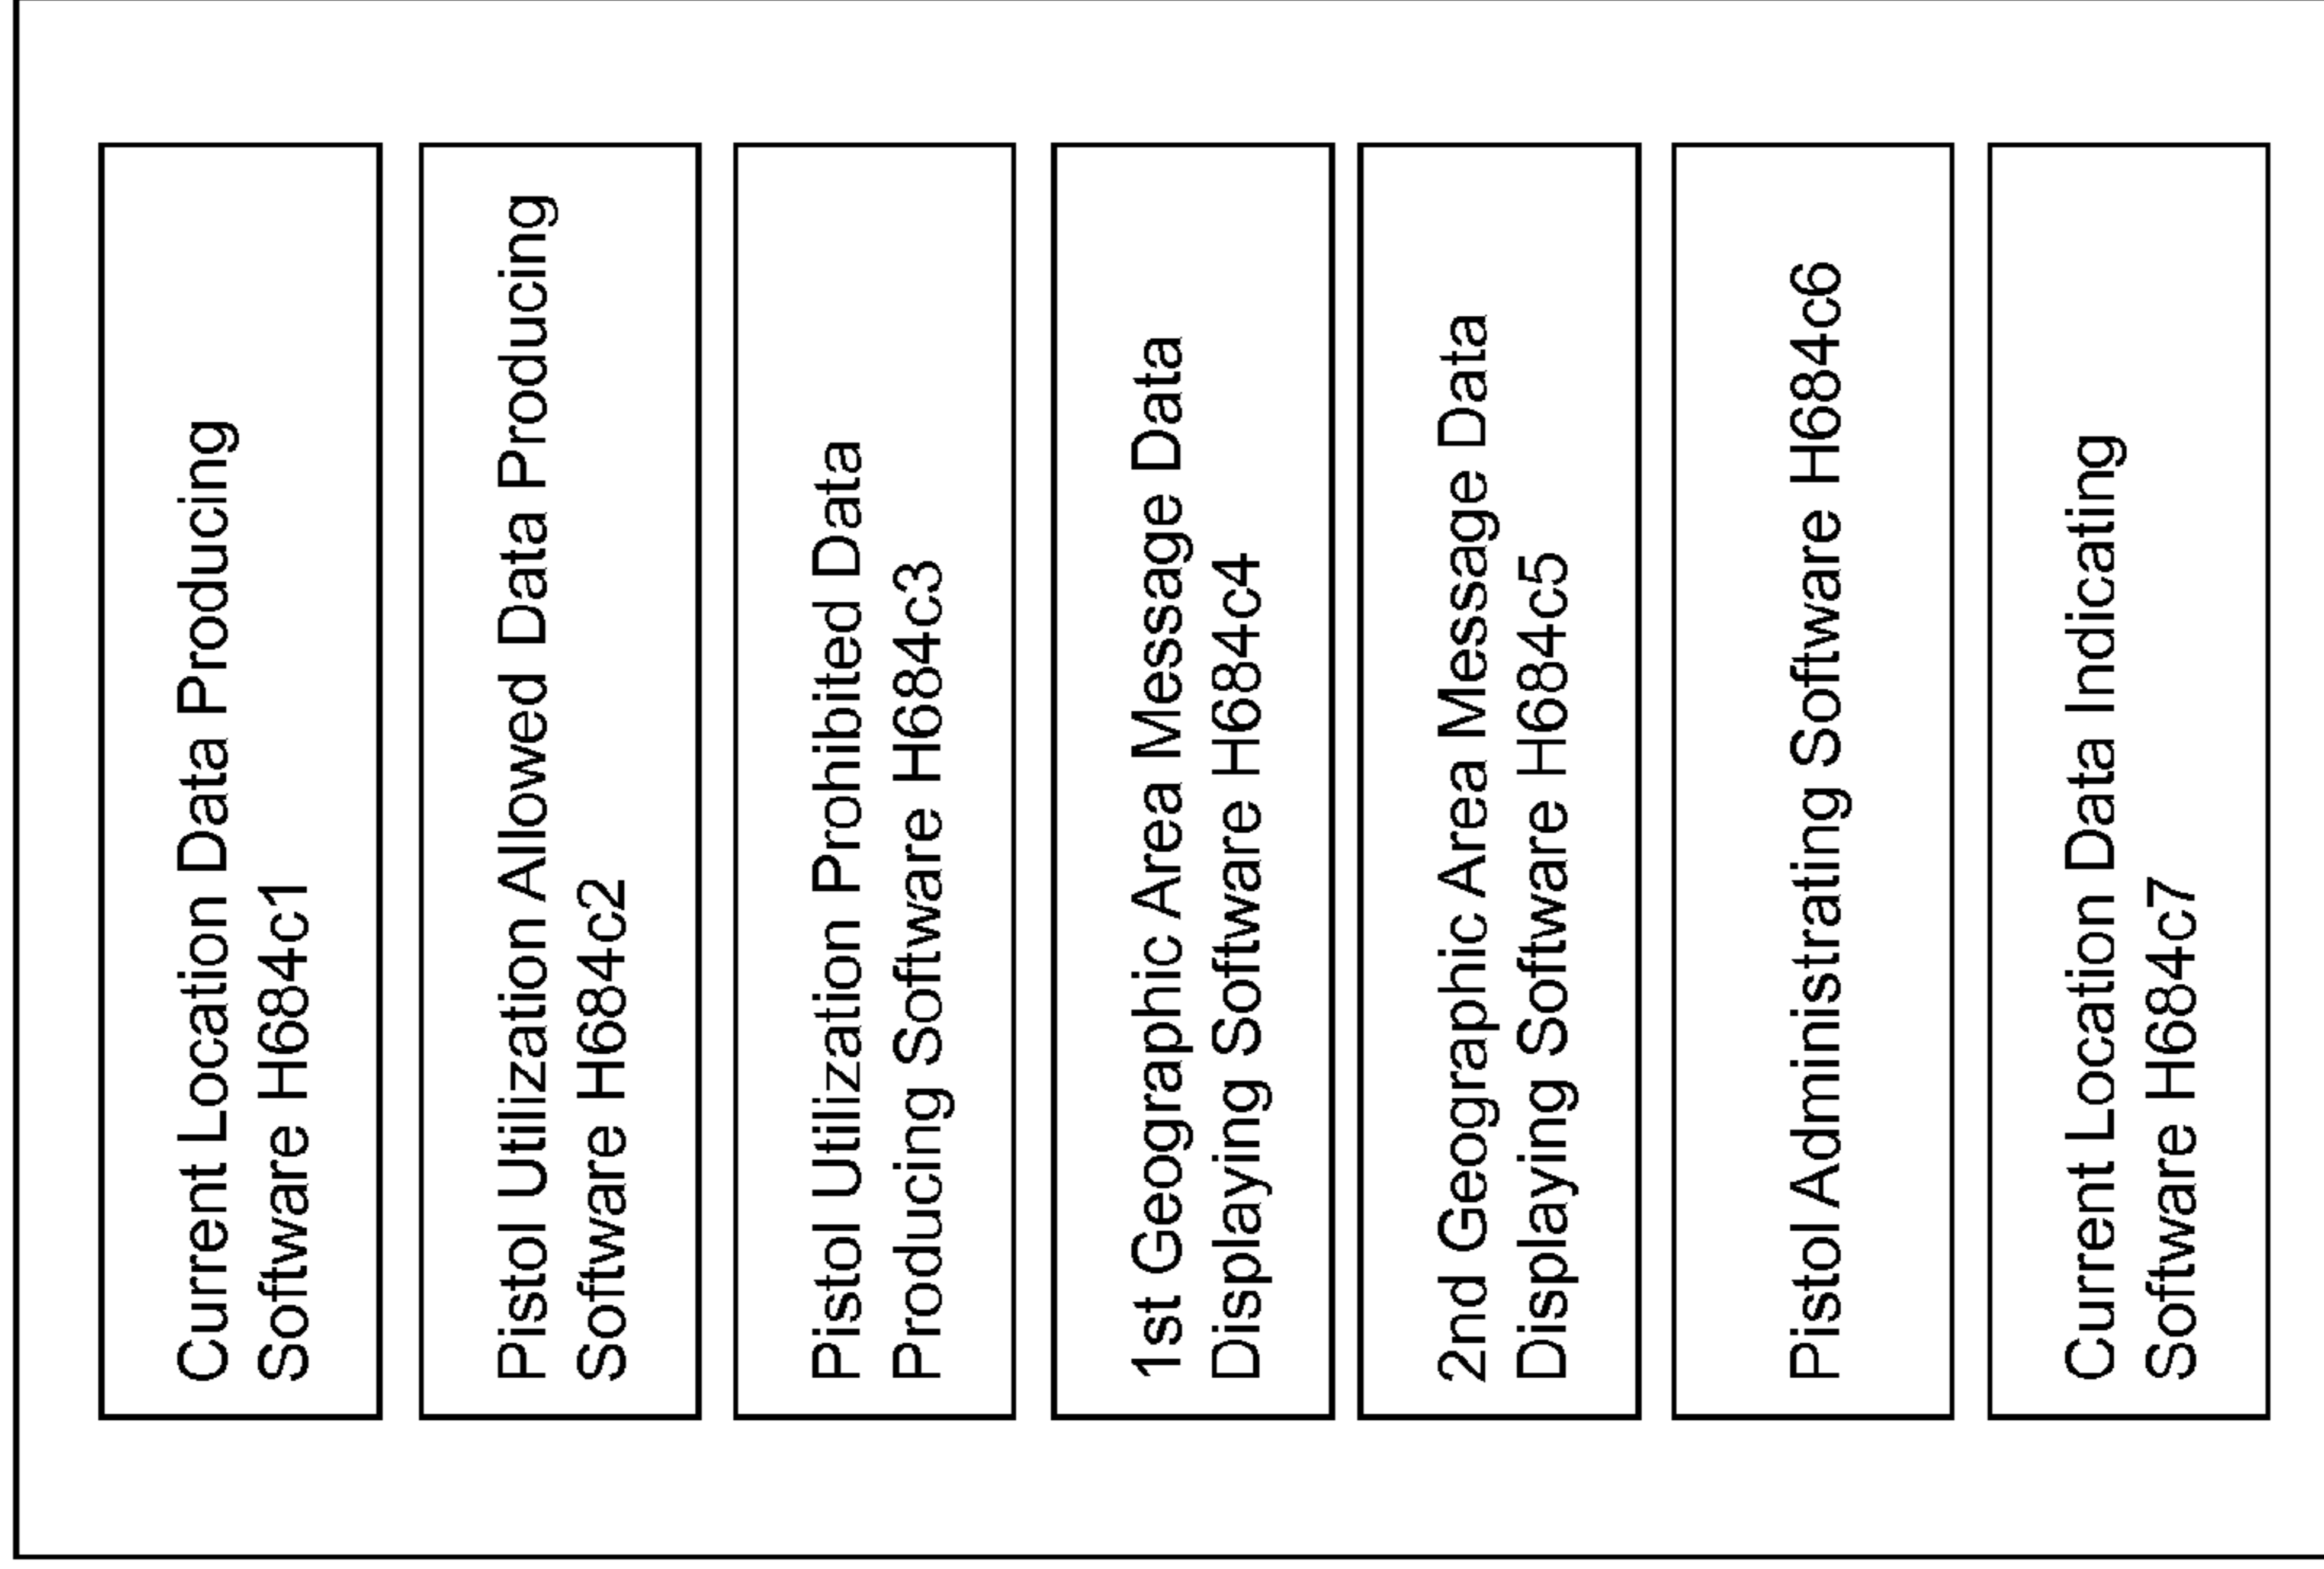 Current Location Data Producing
Software H684c1
Pistol Utilization Allowed Data Producing
Software H684c2
Pistol Utilization Prohibited Data
Producing Software H684c3
1st Geographic Area Message Data
Displaying Software H684c4
2nd Geographic Area Message Data
Displaying Software H684c5
Pistol Administrating Software H684c6
Current Location Data Indicating
Software H684c7